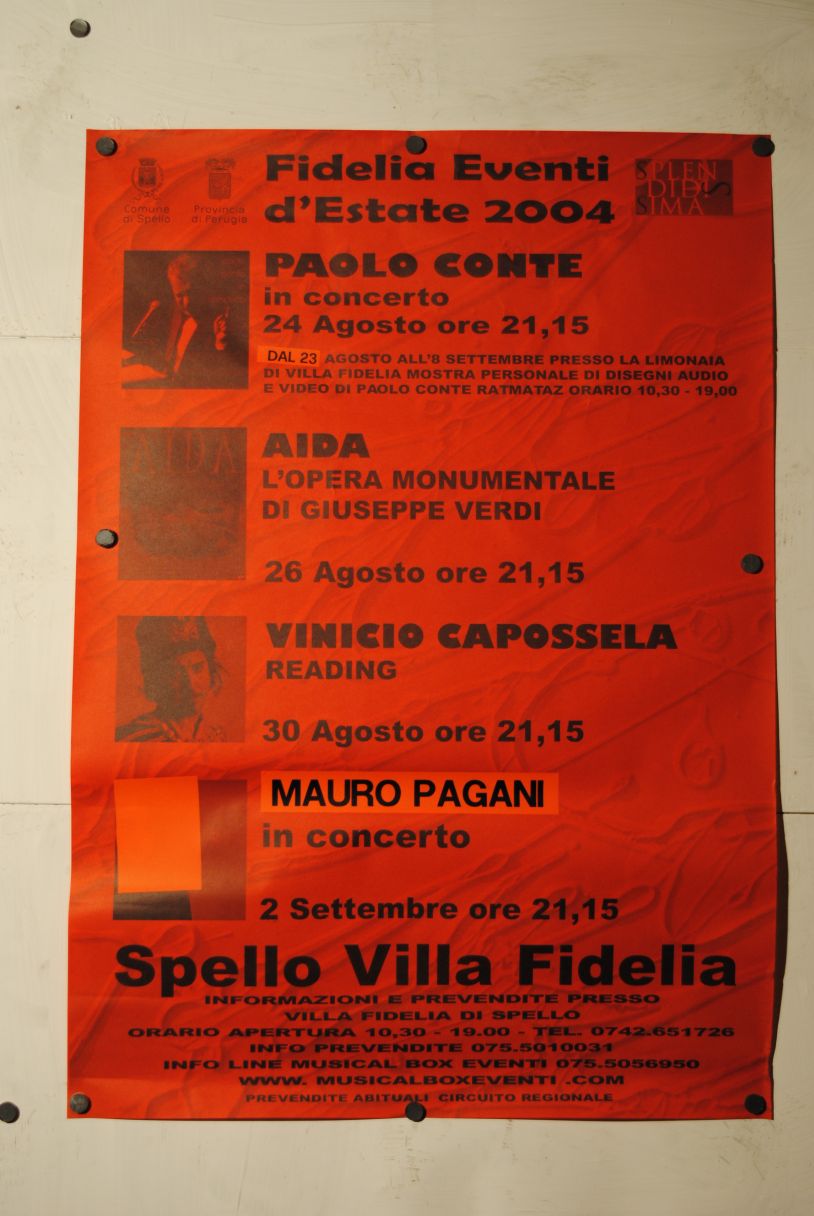 Comune
di Spello
Provincia
di Perugia
Fidelia Eventi
d'Estate 2004
SPLEN
DIDIS
SIMA
PAOLO CONTE
in concerto
24 Agosto ore 21,15
DAL 23 AGOSTO ALL'8 SETTEMBRE PRESSO LA LIMONAIA
DI VILLA FIDELIA MOSTRA PERSONALE DI DISEGNI AUDIO
E VIDEO DI PAOLO CONTE RATMATAZ ORARIO 10,30 - 19,00
AIDA
AIDA
L'OPERA MONUMENTALE
DI GIUSEPPE VERDI
26 Agosto ore 21,15
VINICIO CAPOSSELA
READING
30 Agosto ore 21,15
MAURO PAGANI
in concerto
2 Settembre ore 21,15
Spello Villa Fidelia
INFORMAZIONI E PREVENDITE PRESSO
VILLA FIDELIA DI SPELLO
ORARIO APERTURA 10,30 - 19.00 - TEL. 0742.651726
INFO PREVENDITE 075.5010031
INFO LINE MUSICAL BOX EVENTI 075.5056950
WWW. MUSICALBOXEVENTI .COM
PREVENDITE ABITUALI CIRCUITO REGIONALE